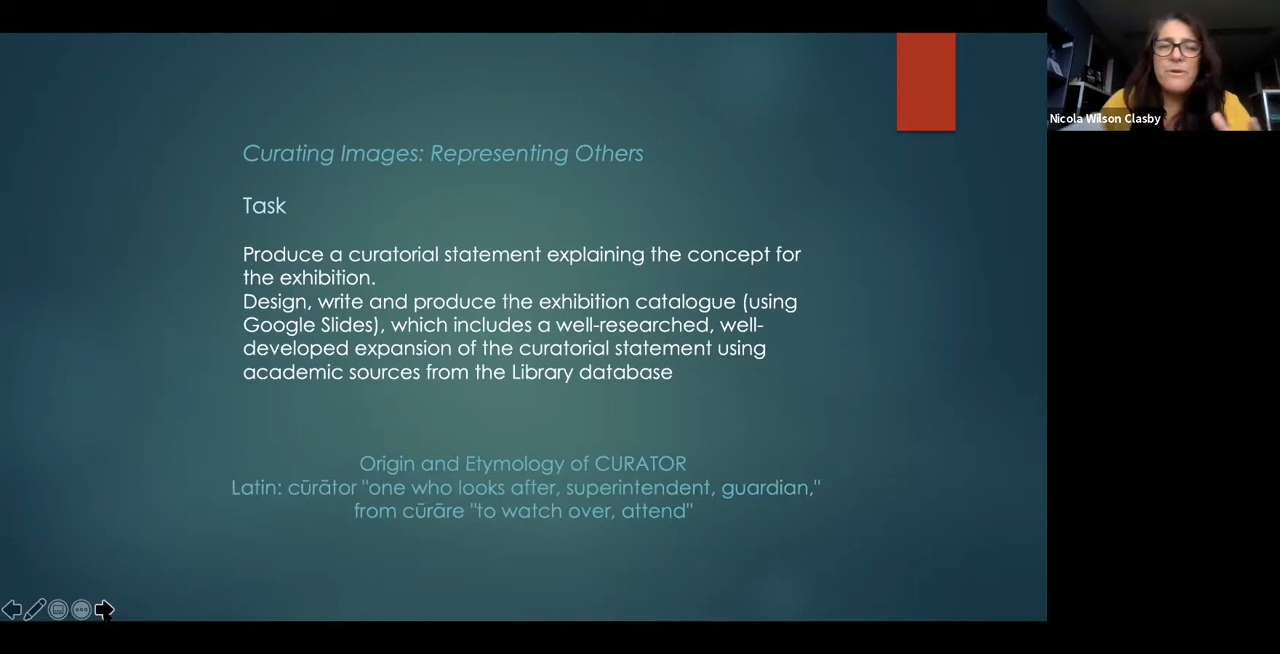 Curating Images: Representing Others
Task
Produce a curatorial statement explaining the concept for
the exhibition.
Design, write and produce the exhibition catalogue (using
Google Slides), which includes a well-researched, well-
developed expansion of the curatorial statement using
academic sources from the Library database
Origin and Etymology of CURATOR
Latin: cūrātor "one who looks after, superintendent, guardian,"
from cūrāre "to watch over, attend"
Nicola Wilson Clasby